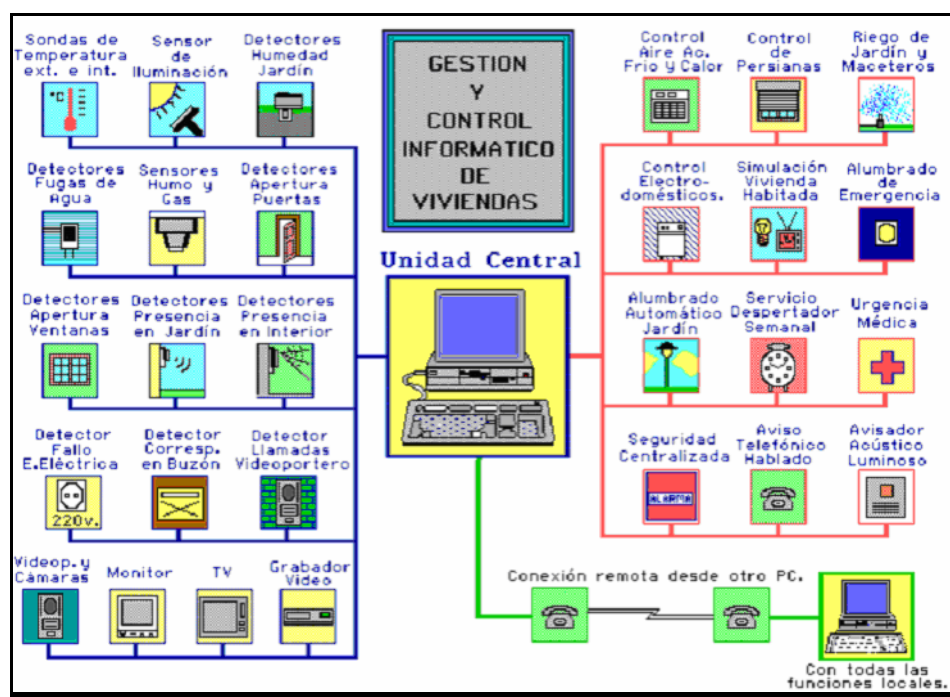 Sondas de
Temperatura
ext. e int.
Sensor
de
Iluminación
Detectores
Humedad
Jardín
GESTION
Y
CONTROL
INFORMATICO
DE
VIVIENDAS
Control
Aire Ac.
Frio y Calor
Control
de
Persianas
Riego de
Jardín y
Maceteros
°C
Detectores
Fugas de
Agua
Sensores
Humo y
Gas
Detectores
Apertura
Puertas
Control
Electro-
domésticos.
Simulación
Vivienda
Habitada
Alumbrado
de
Emergencia
Unidad Central
Detectores
Apertura
Ventanas
Detectores
Presencia
en Jardín
Detectores
Presencia
en Interior
Alumbrado
Automático
Jardín
Servicio
Despertador
Semanal
Urgencia
Médica
Detector
Fallo
E.Eléctrica
Detector
Corresp.
en Buzón
Detector
Llamadas
Videoportero
Seguridad
Centralizada
Aviso
Telefónico
Hablado
Avisador
Acústico
Luminoso
220v.
ALARMA
Videop. y
Cámaras
Monitor
TV
Grabador
Video
Conexión remota desde otro PC.
Con todas las
funciones locales.